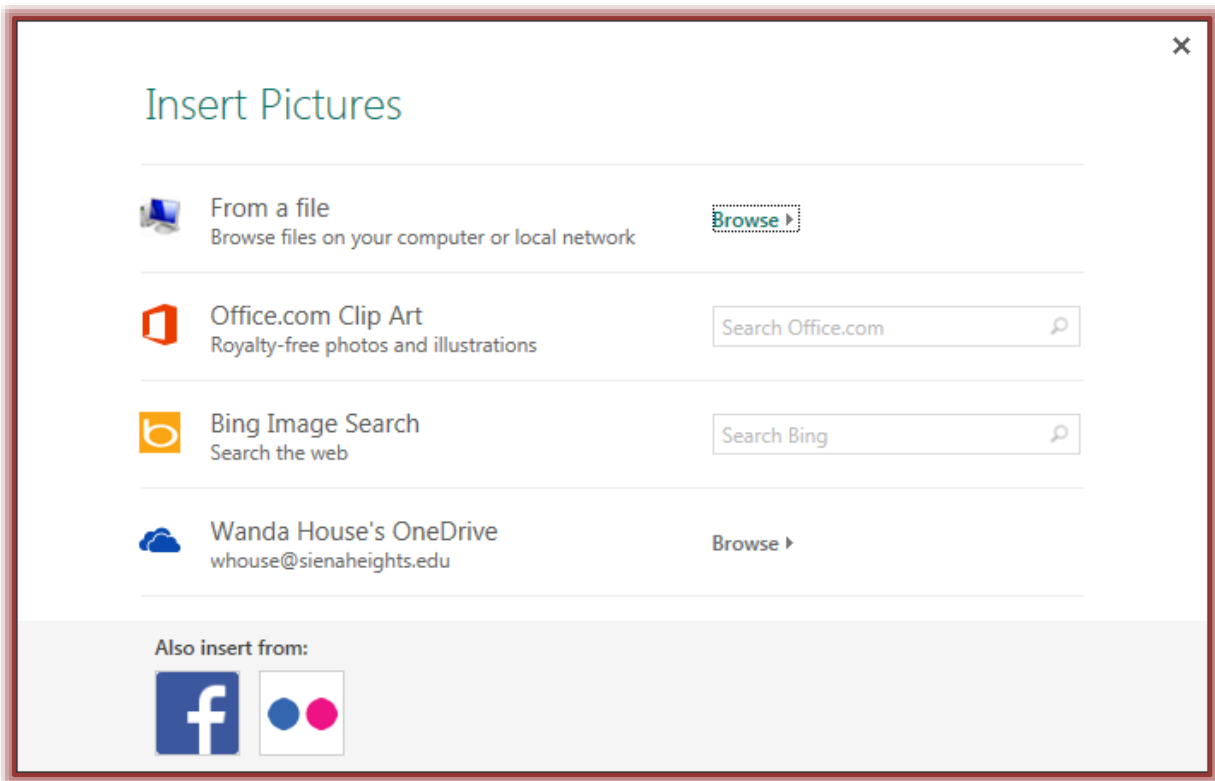 Insert Pictures
From a file
Browse files on your computer or local network
Browse
Office.com Clip Art
Royalty-free photos and illustrations
Search Office.com
Bing Image Search
Search the web
Search Bing
Wanda House's OneDrive
whouse@sienaheights.edu
Browse
Also insert from: